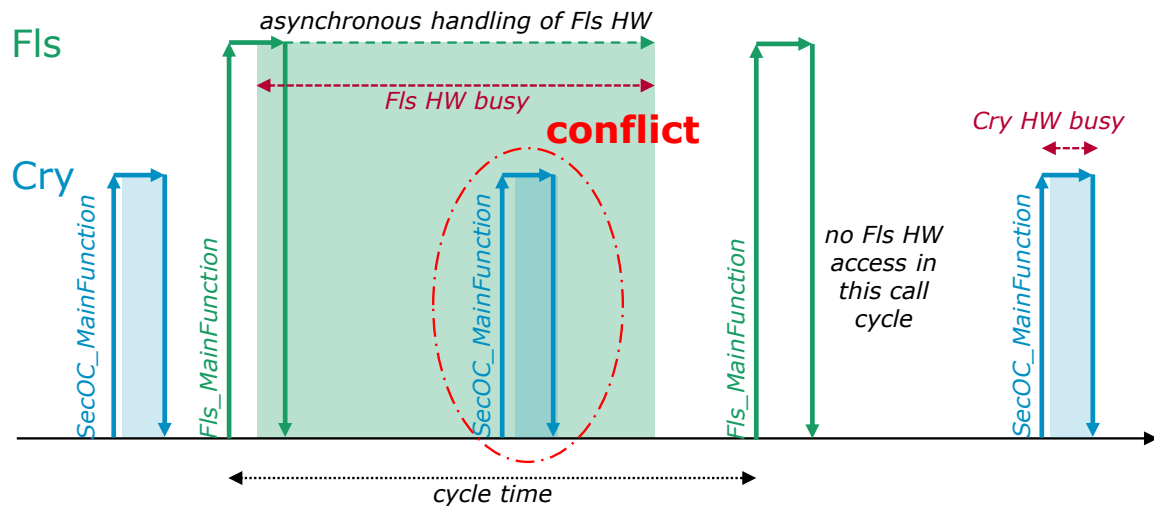 asynchronous handling of Fls HW
Fls
Fls HW busy
conflict
Cry HW busy
Cry
SecOC_MainFunction
Fls_MainFunction
SecOC_MainFunction
Fls_MainFunction
no Fls HW
access in
this call
cycle
SecOC_MainFunction
cycle time